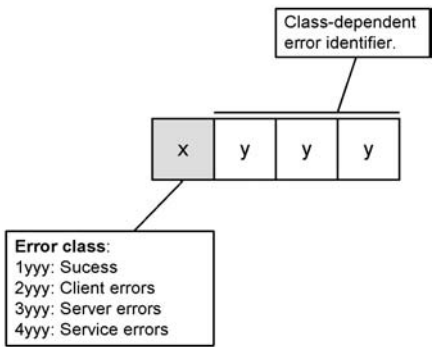 Class-dependent
error identifier.
x y y y
Error class:
1yyy: Sucess
2yyy: Client errors
3yyy: Server errors
4yyy: Service errors